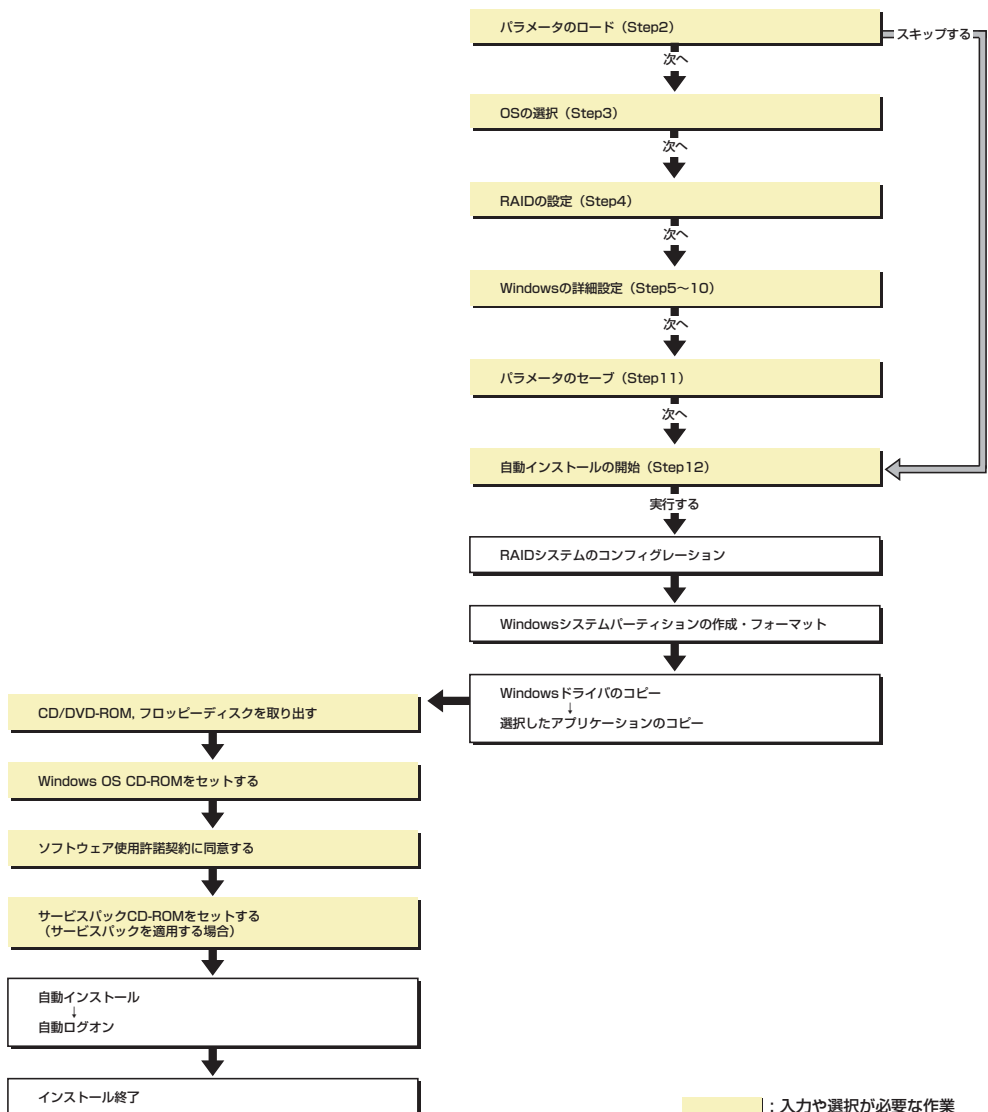 パラメータのロード（Step2）
スキップする
次へ
OSの選択（Step3）
次へ
RAIDの設定（Step4）
次へ
Windowsの詳細設定（Step5～10）
次へ
パラメータのセーブ（Step11）
次へ
自動インストールの開始（Step12）
実行する
RAIDシステムのコンフィグレーション
Windowsシステムパーティションの作成・フォーマット
Windowsドライバのコピー
↓
選択したアプリケーションのコピー
CD/DVD-ROM, フロッピーディスクを取り出す
Windows OS CD-ROMをセットする
ソフトウェア使用許諾契約に同意する
サービスパックCD-ROMをセットする
（サービスパックを適用する場合）
自動インストール
↓
自動ログオン
インストール終了
：入力や選択が必要な作業